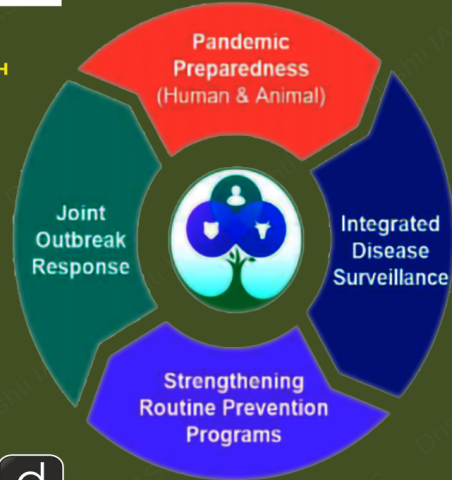 H
Pandemic
Preparedness
(Human & Animal)
Joint
Outbreak
Response
Integrated
Disease
Surveillance
Strengthening
Routine Prevention
Programs
d